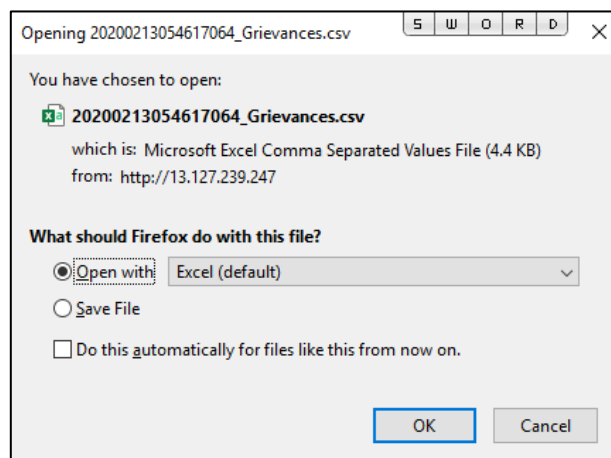 Opening 20200213054617064_Grievances.csv
S W O R D
You have chosen to open:
20200213054617064_Grievances.csv
which is: Microsoft Excel Comma Separated Values File (4.4 KB)
from: http://13.127.239.247
What should Firefox do with this file?
Open with Excel (default)
Save File
Do this automatically for files like this from now on.
OK Cancel